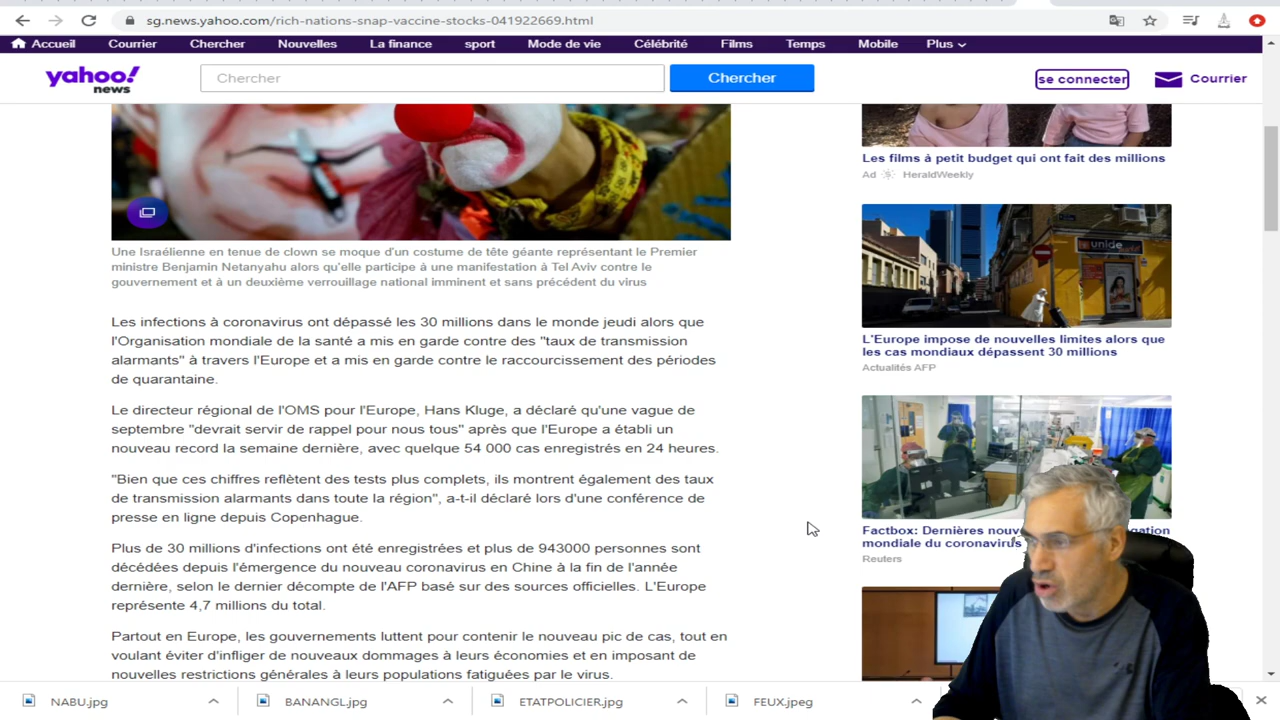 sg.news.yahoo.com/rich-nations-snap-vaccine-stocks-041922669.html
Accueil Courrier Chercher Nouvelles La finance sport Mode de vie Célébrité Films Temps Mobile Plus
yahoo!
news
Chercher
Chercher
se connecter
Courrier
Une Israélienne en tenue de clown se moque d'un costume de tête géante représentant le Premier
ministre Benjamin Netanyahu alors qu'elle participe à une manifestation à Tel Aviv contre le
gouvernement et à un deuxième verrouillage national imminent et sans précédent du virus
Les infections à coronavirus ont dépassé les 30 millions dans le monde jeudi alors que
l'Organisation mondiale de la santé a mis en garde contre des "taux de transmission
alarmants" à travers l'Europe et a mis en garde contre le raccourcissement des périodes
de quarantaine.
Le directeur régional de l'OMS pour l'Europe, Hans Kluge, a déclaré qu'une vague de
septembre "devrait servir de rappel pour nous tous" après que l'Europe a établi un
nouveau record la semaine dernière, avec quelque 54 000 cas enregistrés en 24 heures.
"Bien que ces chiffres reflètent des tests plus complets, ils montrent également des taux
de transmission alarmants dans toute la région", a-t-il déclaré lors d'une conférence de
presse en ligne depuis Copenhague.
Plus de 30 millions d'infections ont été enregistrées et plus de 943000 personnes sont
décédées depuis l'émergence du nouveau coronavirus en Chine à la fin de l'année
dernière, selon le dernier décompte de l'AFP basé sur des sources officielles. L'Europe
représente 4,7 millions du total.
Partout en Europe, les gouvernements luttent pour contenir le nouveau pic de cas, tout en
voulant éviter d'infliger de nouveaux dommages à leurs économies et en imposant de
nouvelles restrictions générales à leurs populations fatiguées par le virus.
Les films à petit budget qui ont fait des millions
Ad HeraldWeekly
unide
L'Europe impose de nouvelles limites alors que
les cas mondiaux dépassent 30 millions
Actualités AFP
Factbox: Dernières
mondiale du coronavirus
Reuters
NABU.jpg
BANANGL.jpg
ETATPOLICIER.jpg
FEUX.jpeg